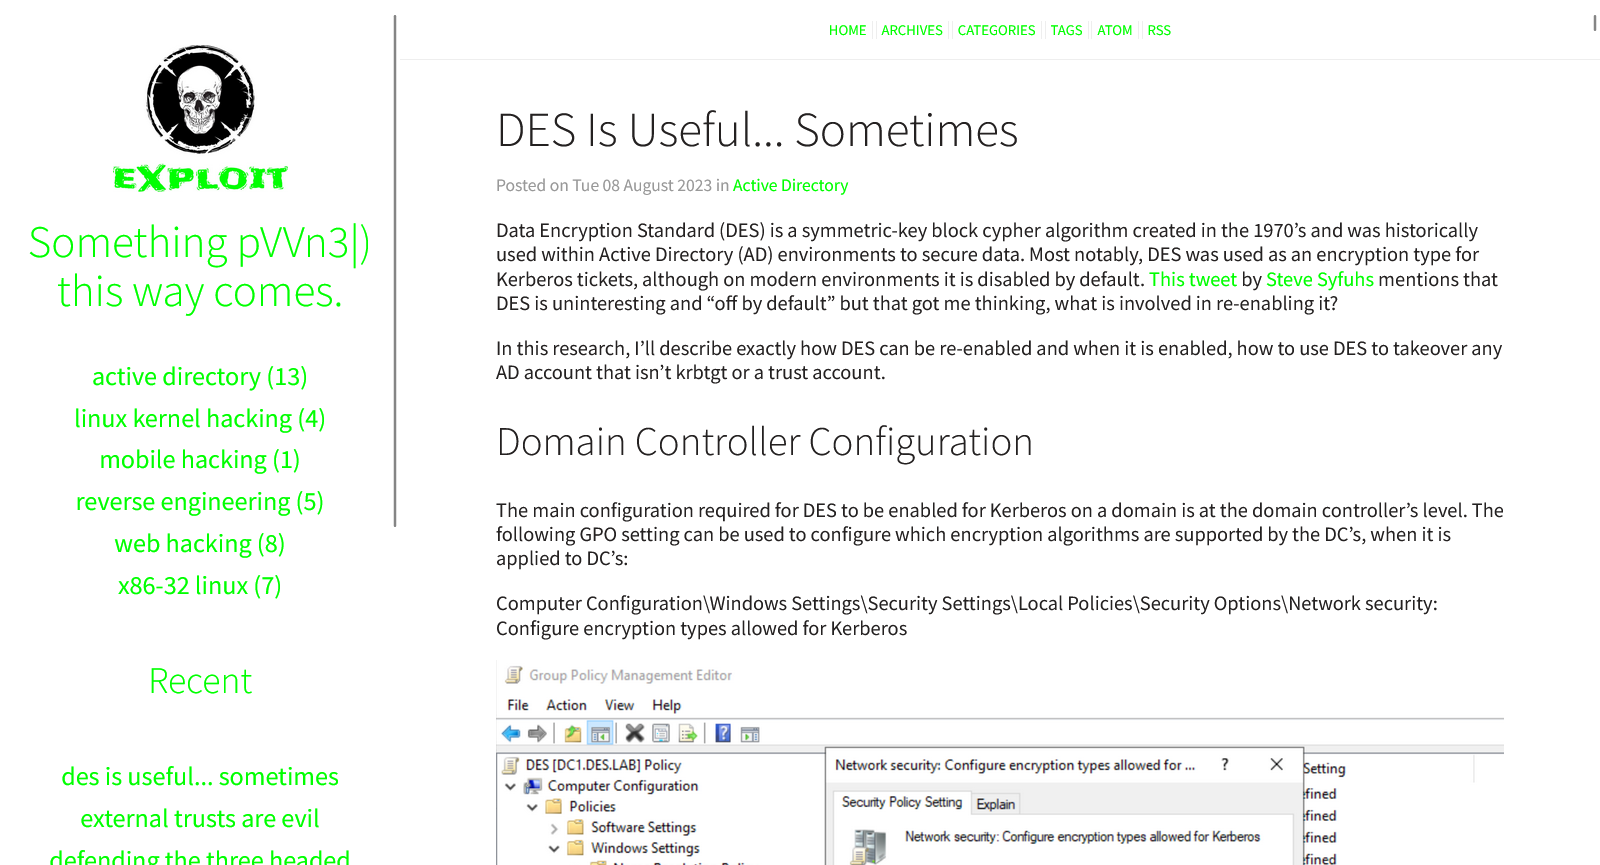 EXPLOIT
Something pVVn3|)
this way comes.
active directory (13)
linux kernel hacking (4)
mobile hacking (1)
reverse engineering (5)
web hacking (8)
x86-32 linux (7)
Recent
des is useful... sometimes
external trusts are evil
defending the three headed
HOME
ARCHIVES
CATEGORIES
TAGS
ATOM
RSS
DES Is Useful... Sometimes
Posted on Tue 08 August 2023 in Active Directory
Data Encryption Standard (DES) is a symmetric-key block cypher algorithm created in the 1970’s and was historically
used within Active Directory (AD) environments to secure data. Most notably, DES was used as an encryption type for
Kerberos tickets, although on modern environments it is disabled by default. This tweet by Steve Syfuhs mentions that
DES is uninteresting and “off by default” but that got me thinking, what is involved in re-enabling it?
In this research, I’ll describe exactly how DES can be re-enabled and when it is enabled, how to use DES to takeover any
AD account that isn’t krbtgt or a trust account.
Domain Controller Configuration
The main configuration required for DES to be enabled for Kerberos on a domain is at the domain controller’s level. The
following GPO setting can be used to configure which encryption algorithms are supported by the DC’s, when it is
applied to DC’s:
Computer Configuration\Windows Settings\Security Settings\Local Policies\Security Options\Network security:
Configure encryption types allowed for Kerberos
Group Policy Management Editor
File Action View Help
DES [DC1.DES.LAB] Policy
Computer Configuration
Policies
Software Settings
Windows Settings
Network security: Configure encryption types allowed for ... ?
Security Policy Setting
Explain
Network security: Configure encryption types allowed for Kerberos
Setting
fined
fined
fined
fined